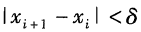 |x_{i+1} − x_i| < δ